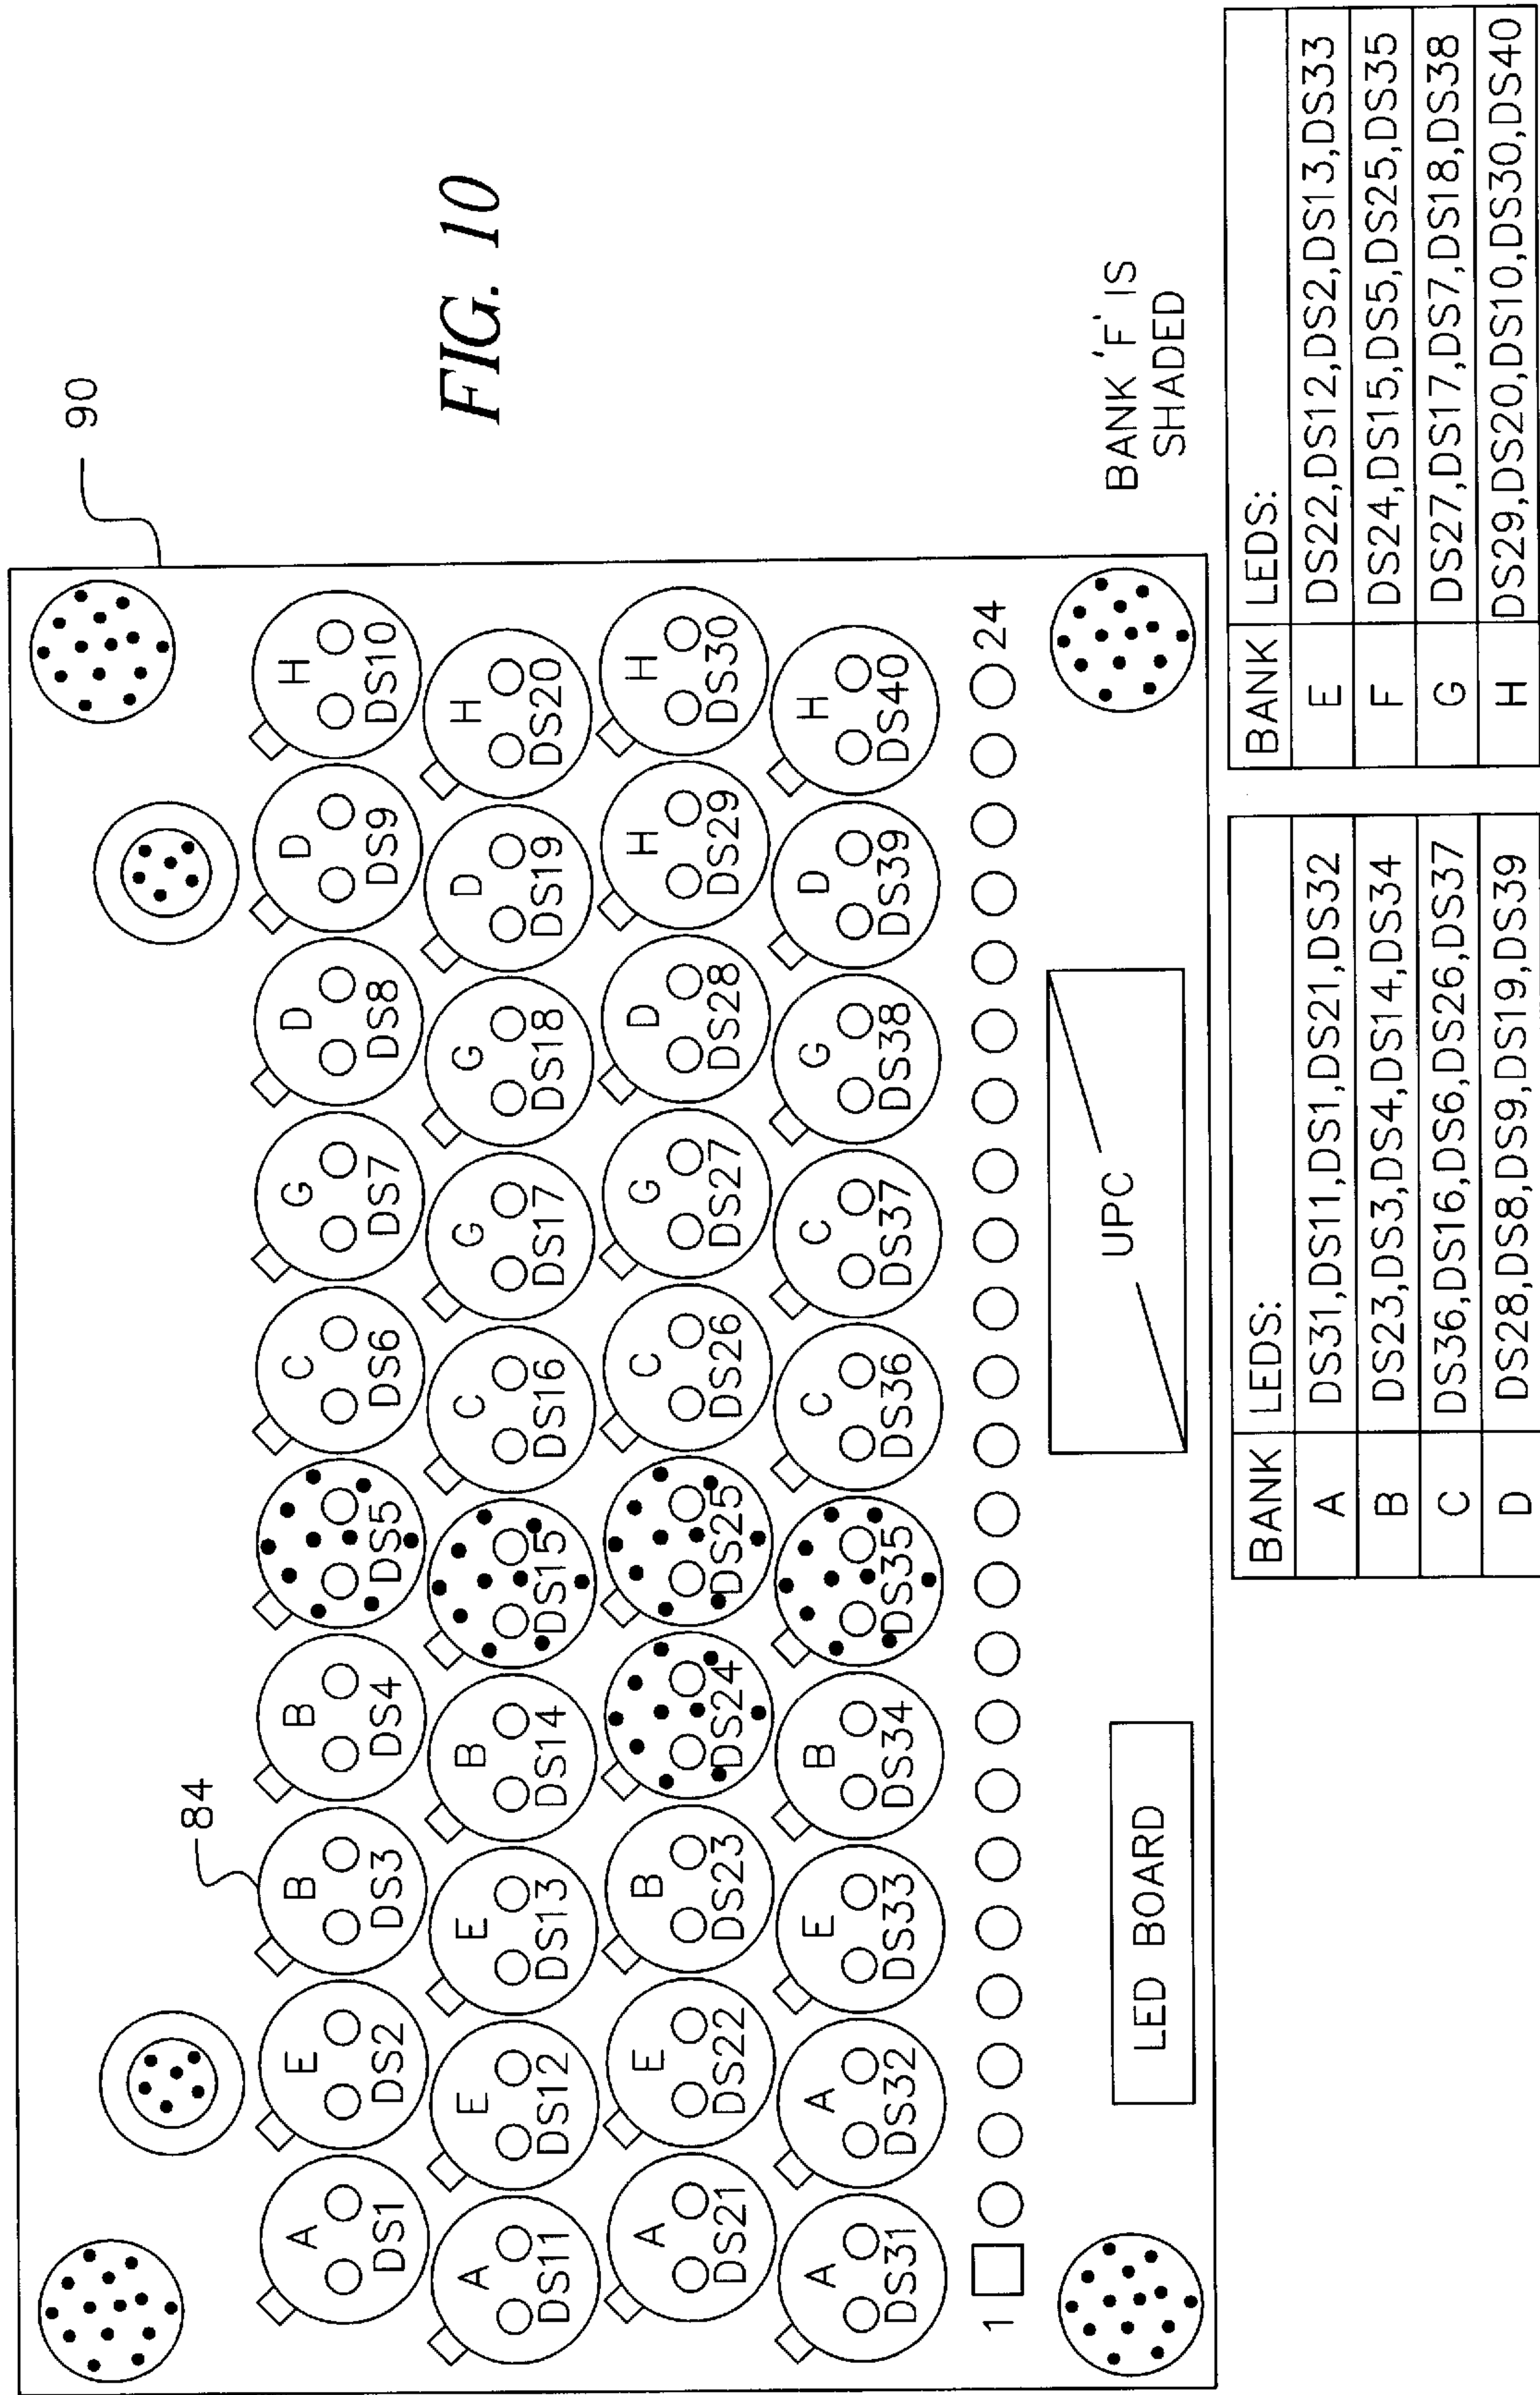 90
84
A A A A
E E E E
B B E B
B B E
C C C
G G C C
D G G C
D G D G
H D H D
H H H
DS1 DS2 DS3 DS4 DS5 DS6 DS7 DS8 DS9 DS10
DS11 DS12 DS13 DS14 DS15 DS16 DS17 DS18 DS19 DS20
DS21 DS22 DS23 DS24 DS25 DS26 DS27 DS28 DS29 DS30
DS31 DS32 DS33 DS34 DS35 DS36 DS37 DS38 DS39 DS40
1 24
LED BOARD
UPC
FIG. 10
BANK 'F' IS
SHADED
BANK LEDS:
A DS31,DS11,DS1,DS21,DS32
B DS23,DS3,DS4,DS14,DS34
C DS36,DS16,DS6,DS26,DS37
D DS28,DS8,DS9,DS19,DS39
BANK LEDS:
E DS22,DS12,DS2,DS13,DS33
F DS24,DS15,DS5,DS25,DS35
G DS27,DS17,DS7,DS18,DS38
H DS29,DS20,DS10,DS30,DS40